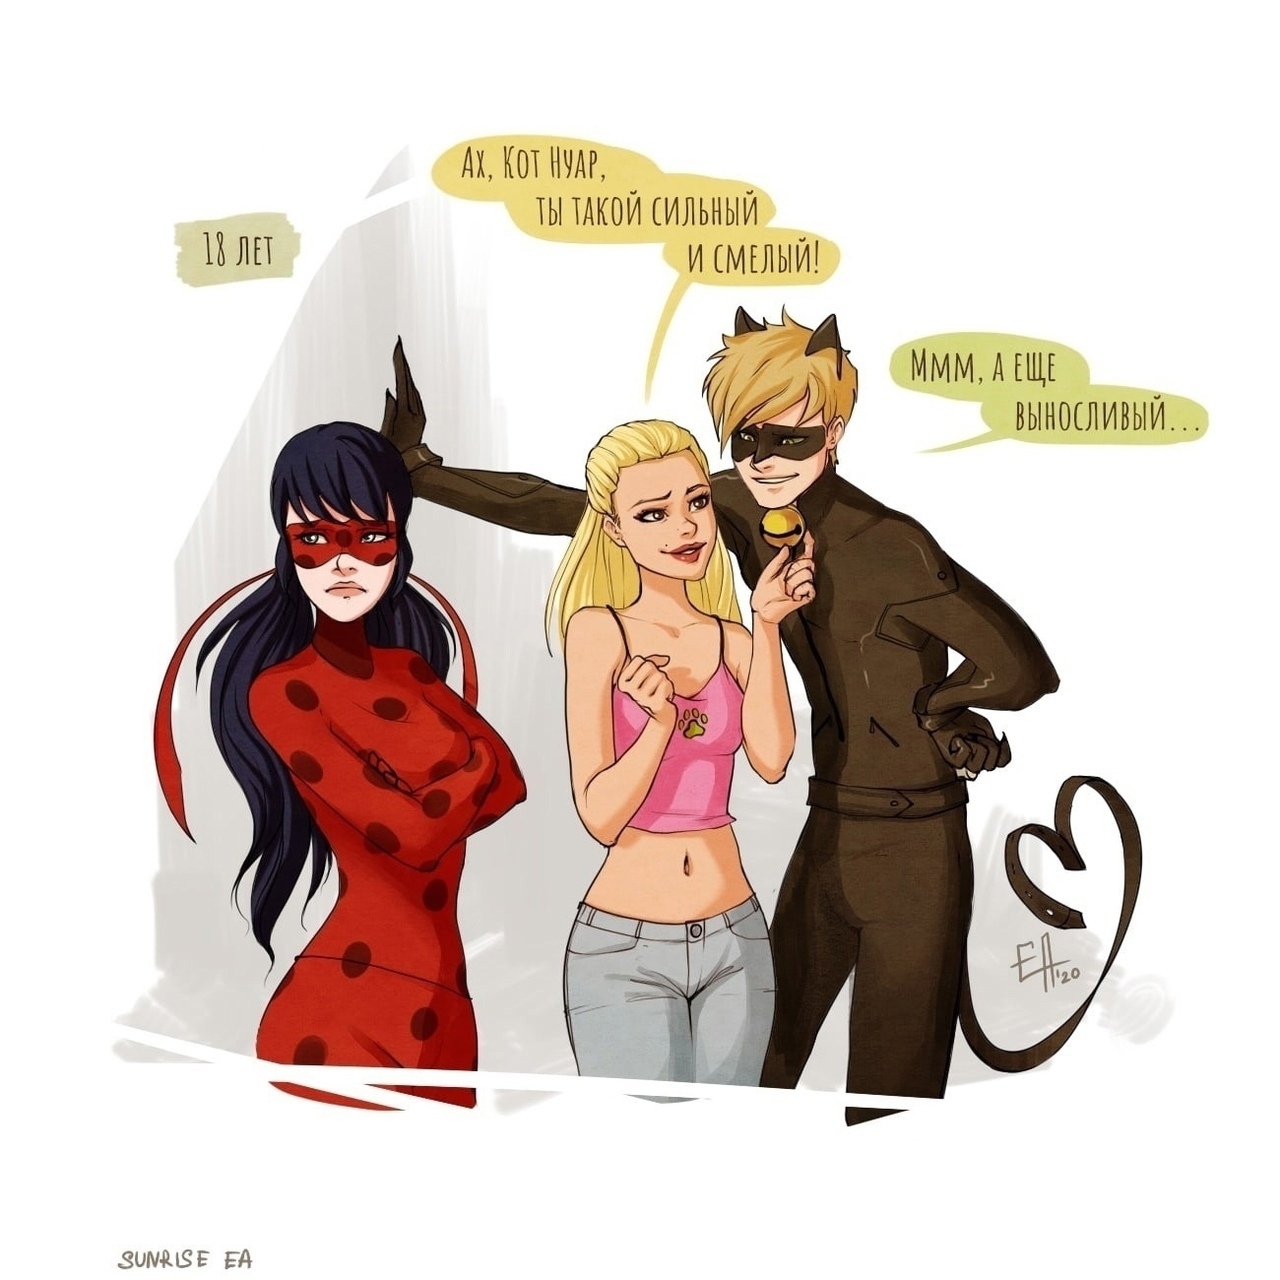 18 лет
Ах, Кот Нуар,
ты такой сильный
и смелый!
Ммм, а еще
выносливый...
EA'20
SUNRISE EA